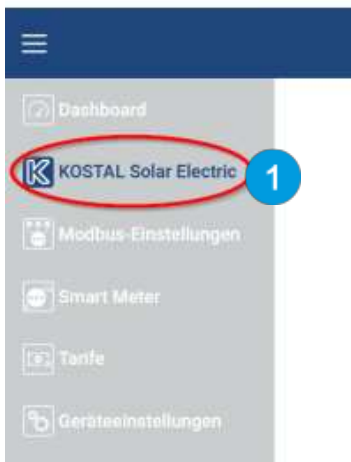 Dashboard
K KOSTAL Solar Electric
1
Modbus-Einstellungen
Smart Meter
Tarife
Geräteeinstellungen